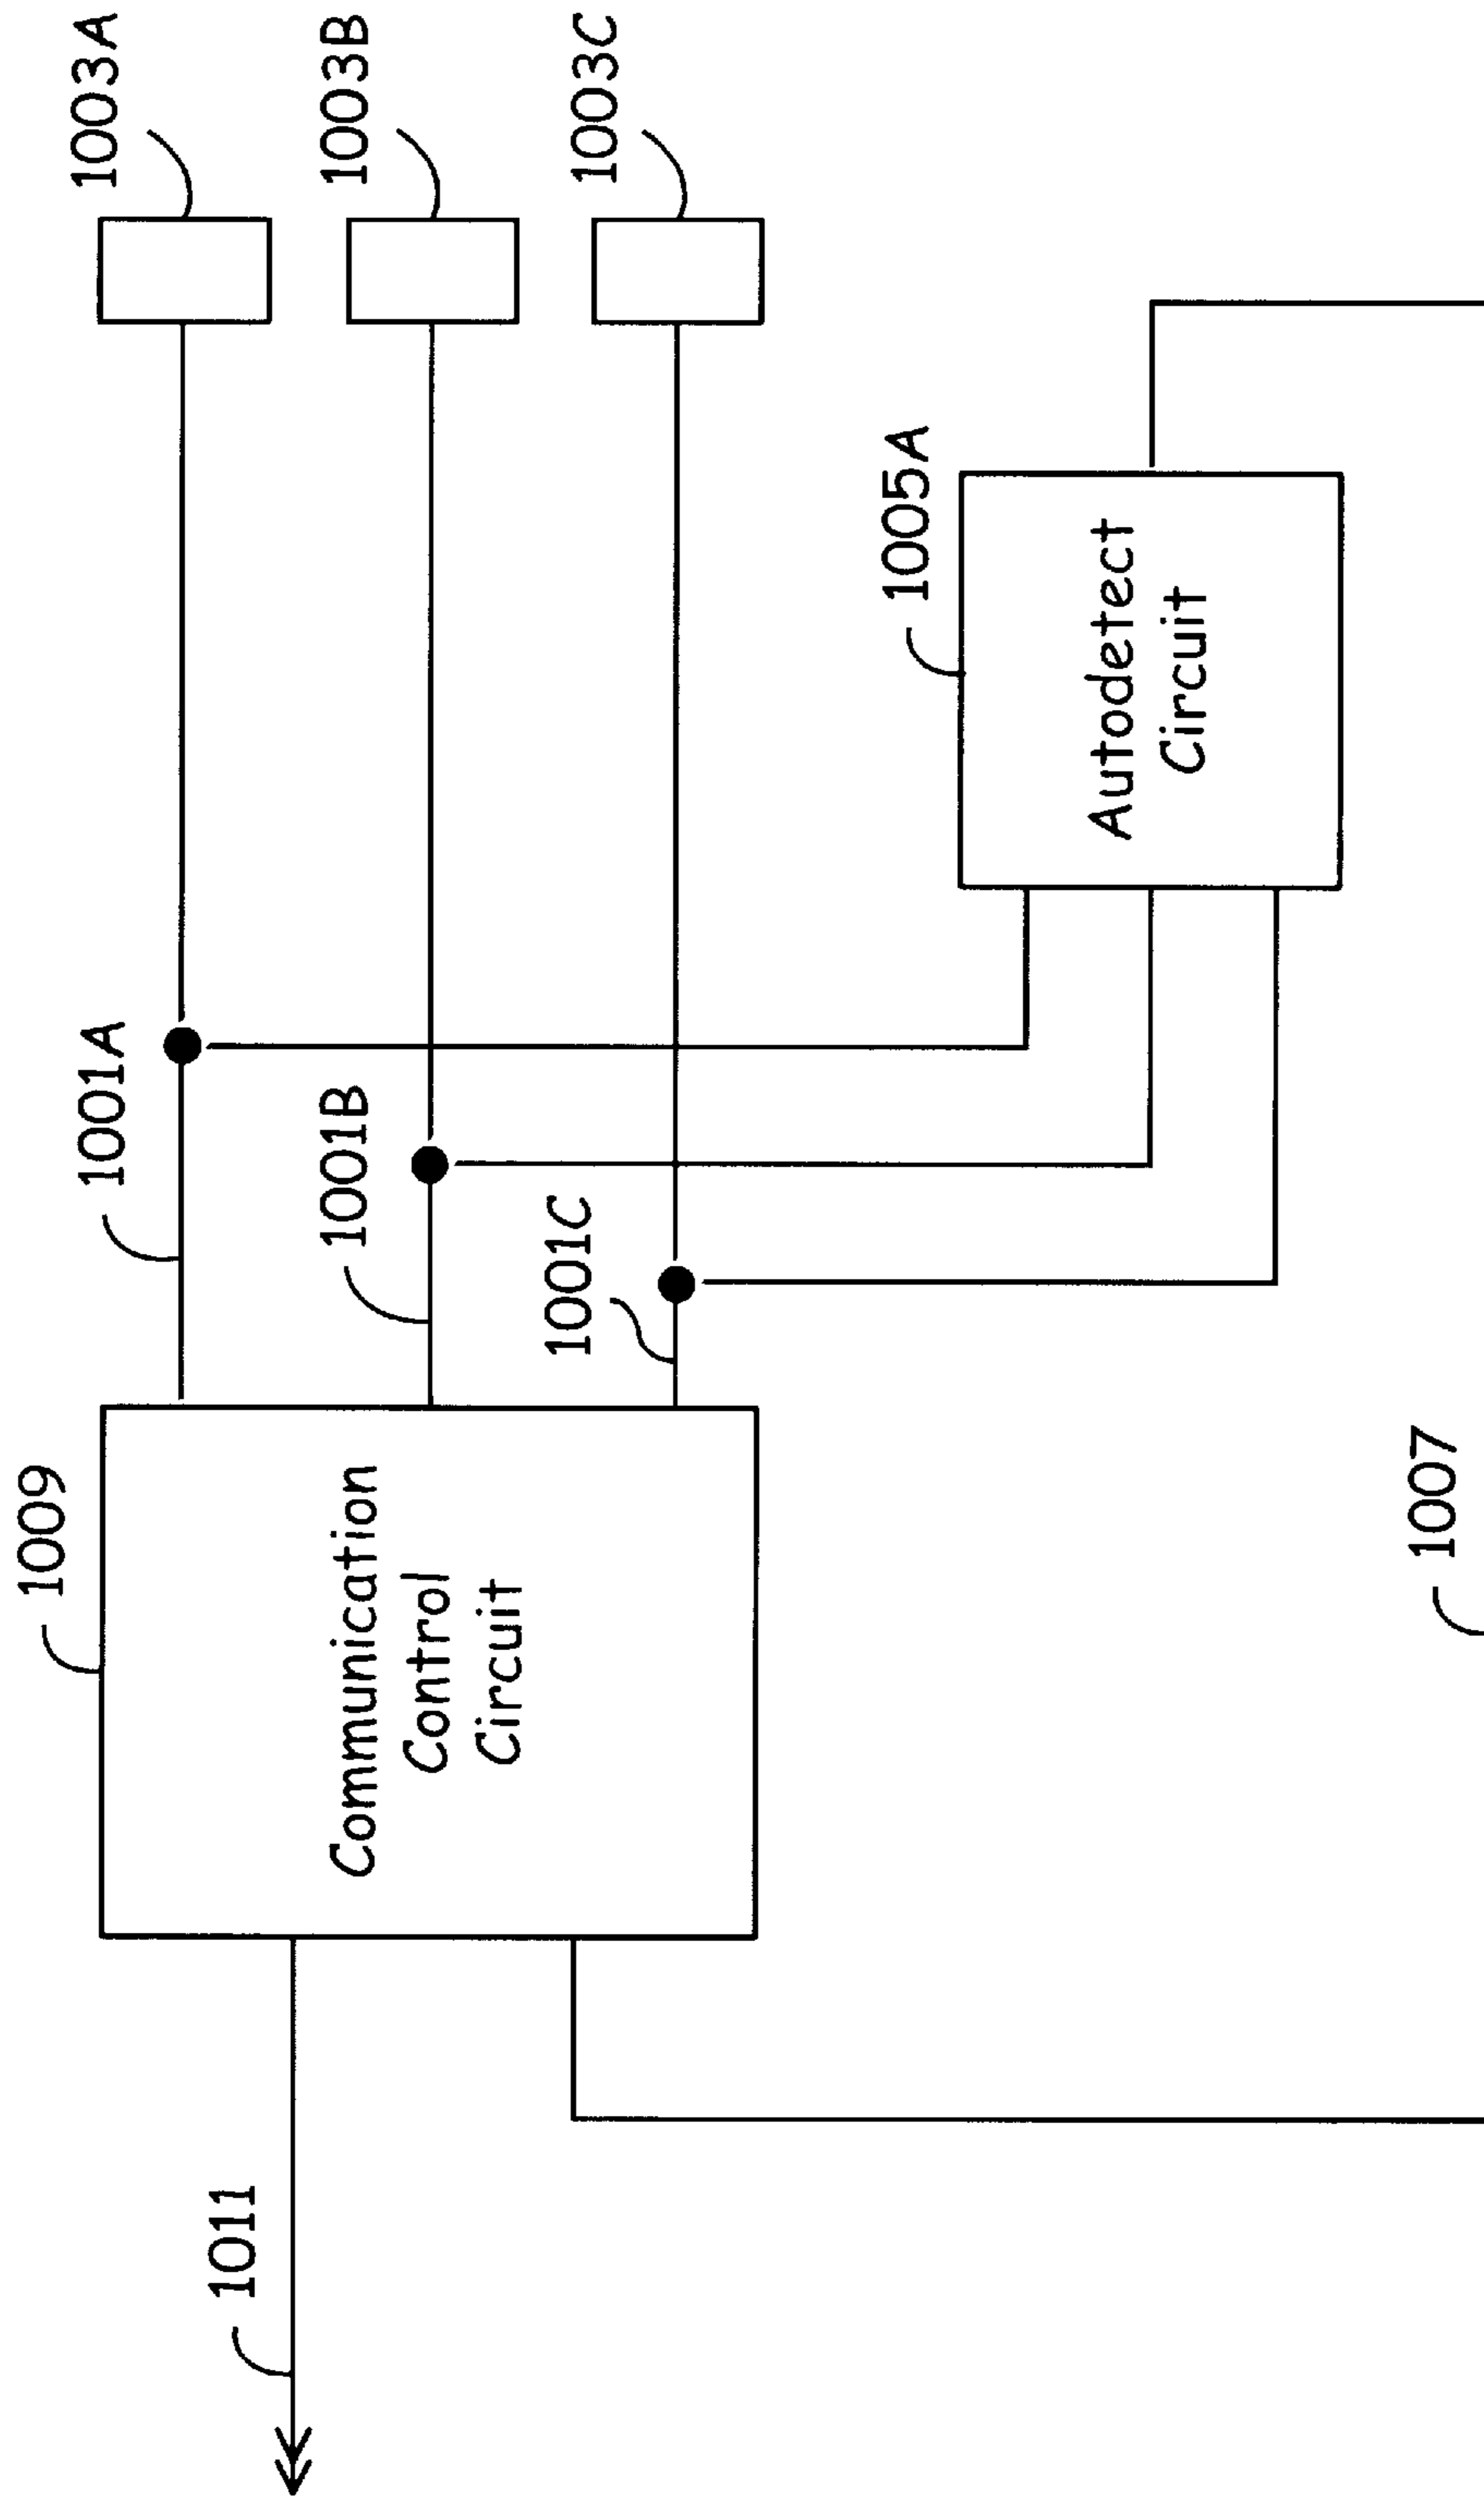 1009
1001A
1003A
1001B
1003B
1001C
1003C
1011
Communication
Control
Circuit
1005A
Autodetect
Circuit
1007